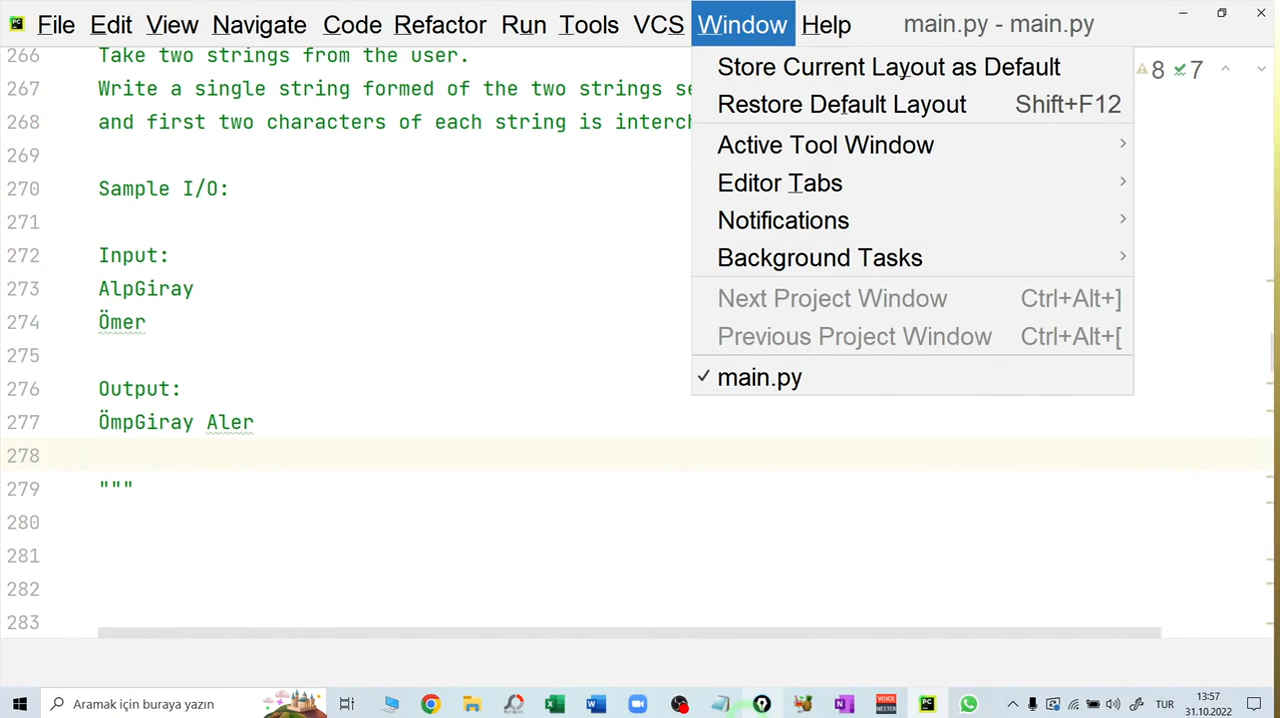 File Edit View Navigate Code Refactor Run Tools VCS Window Help main.py - main.py
266 Take two strings from the user.
267 Write a single string formed of the two strings se
268 and first two characters of each string is interch
269
270 Sample I/O:
271
272 Input:
273 AlpGiray
274 Ömer
275
276 Output:
277 ÖmpGiray Aler
278
279 """
280
281
282
283
Store Current Layout as Default
Restore Default Layout Shift+F12
Active Tool Window
Editor Tabs
Notifications
Background Tasks
Next Project Window Ctrl+Alt+]
Previous Project Window Ctrl+Alt+[
✓ main.py
8 7
Aramak için buraya yazın
VOICE MEETER
TUR
13:57
31.10.2022